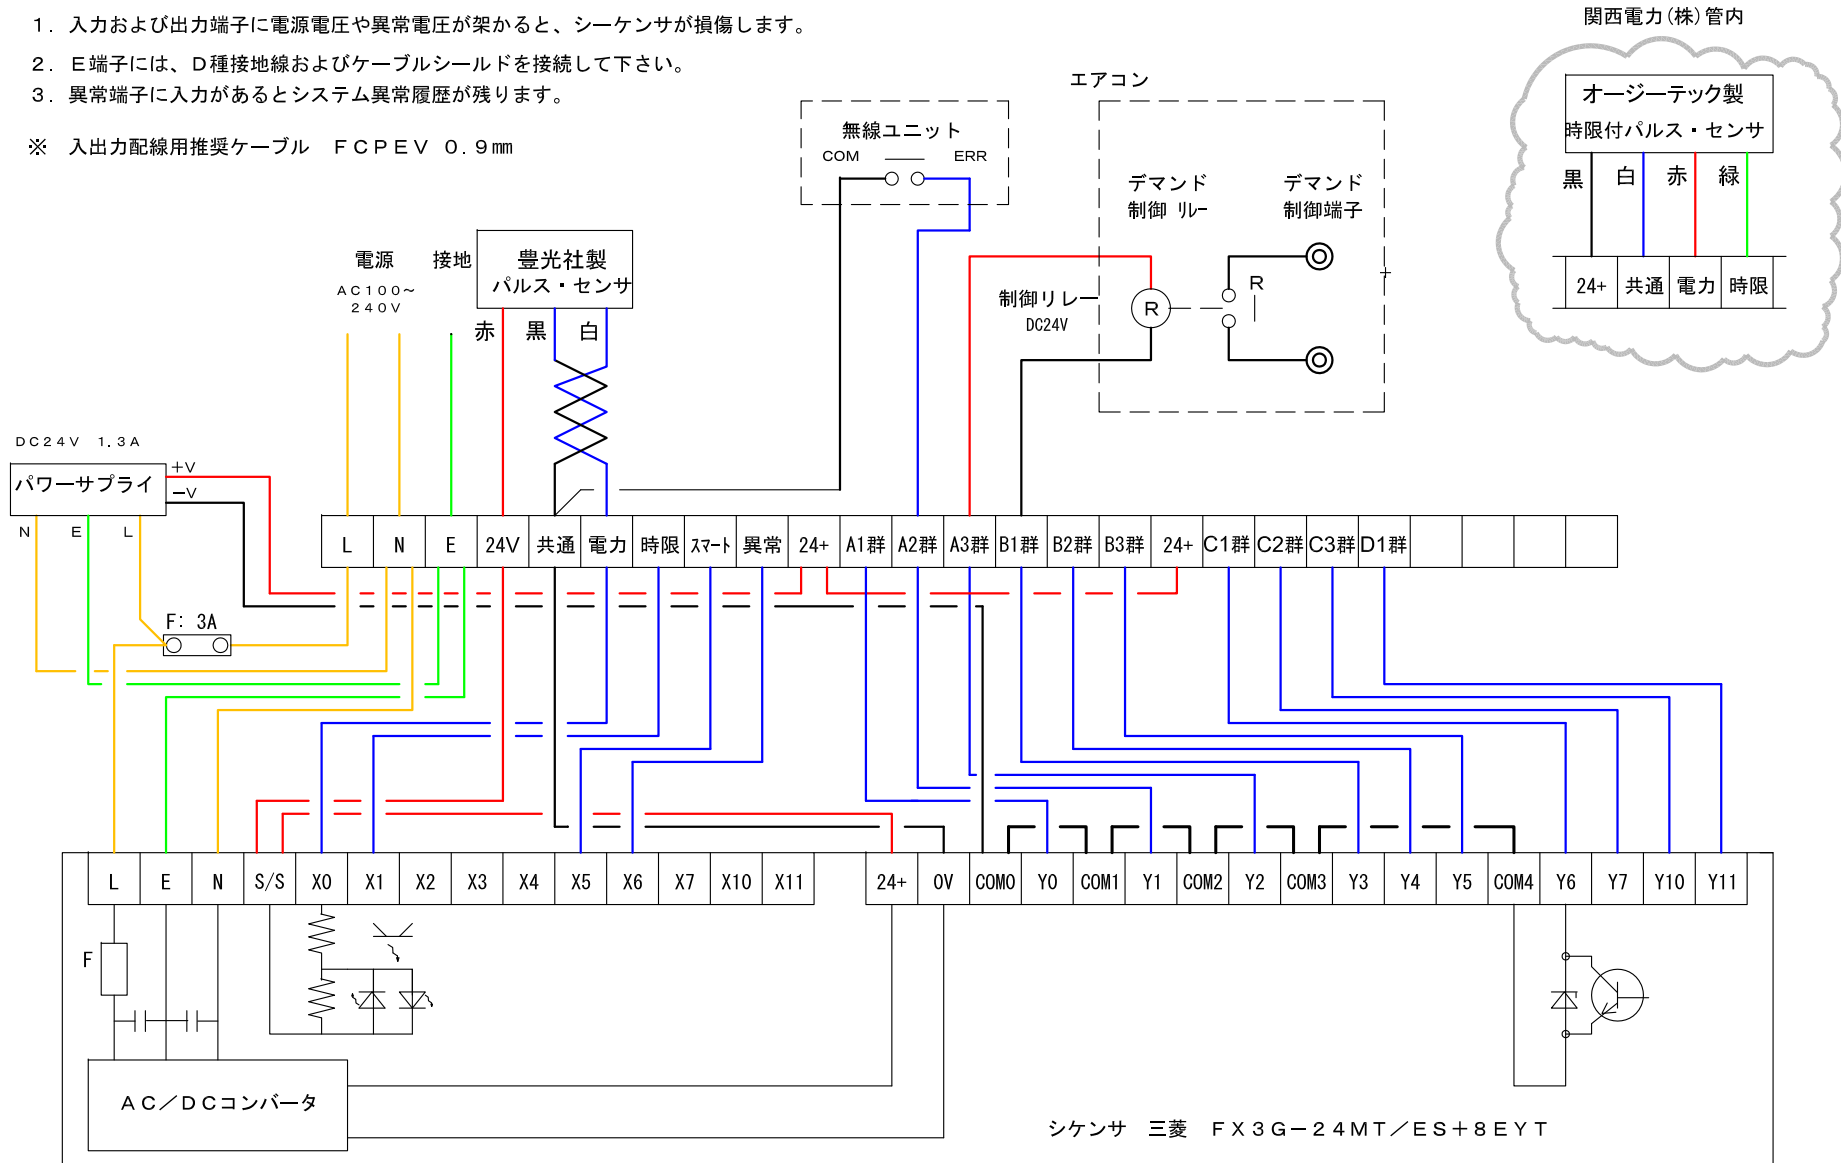 1. 入力および出力端子に電源電圧や異常電圧が架かると、シーケンサが損傷します。
2. E端子には、D種接地線およびケーブルシールドを接続して下さい。
3. 異常端子に入力があるとシステム異常履歴が残ります。
※ 入出力配線用推奨ケーブル FCPEV 0.9㎜
関西電力(株)管内
オージーテック製
時限付パルス・センサ
黒 白 赤 緑
24+ 共通 電力 時限
エアコン
無線ユニット
COM ERR
デマンド
制御 リレー
デマンド
制御端子
制御リレー
DC24V
R
R
電源
AC100~
240V
接地
豊光社製
パルス・センサ
赤 黒 白
DC24V 1.3A
パワーサプライ
+V
-V
N E L
F: 3A
L N E 24V 共通 電力 時限 スマート 異常 24+ A1群 A2群 A3群 B1群 B2群 B3群 24+ C1群 C2群 C3群 D1群
L E N S/S X0 X1 X2 X3 X4 X5 X6 X7 X10 X11 24+ 0V COM0 Y0 COM1 Y1 COM2 Y2 COM3 Y3 Y4 Y5 COM4 Y6 Y7 Y10 Y11
F
AC/DCコンバータ
シケンサ 三菱 FX3G-24MT/ES+8EYT